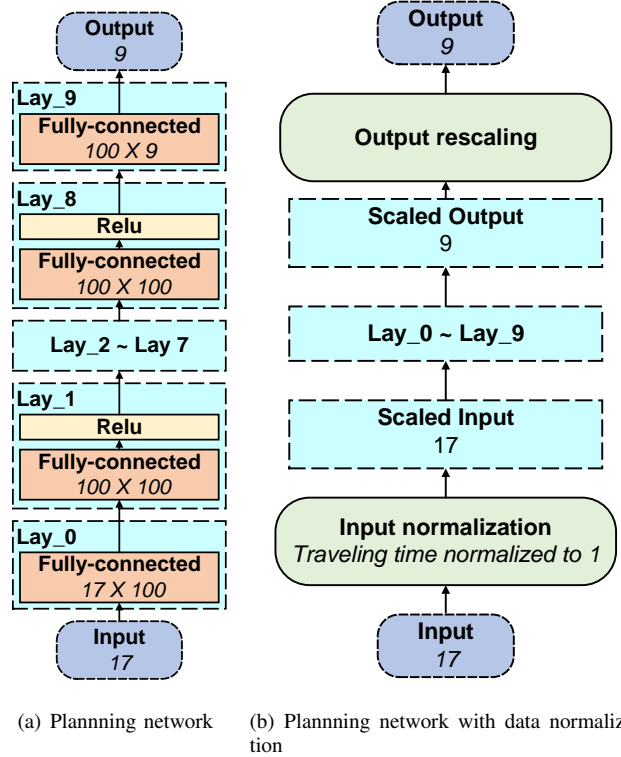 Output
9
Lay_9
Fully-connected
100 X 9
Lay_8
Relu
Fully-connected
100 X 100
Lay_2 ~ Lay 7
Lay_1
Relu
Fully-connected
100 X 100
Lay_0
Fully-connected
17 X 100
Input
17
(a) Plannning network
Output
9
Output rescaling
Scaled Output
9
Lay_0 ~ Lay_9
Scaled Input
17
Input normalization
Traveling time normalized to 1
Input
17
(b) Plannning network with data normaliz
tion